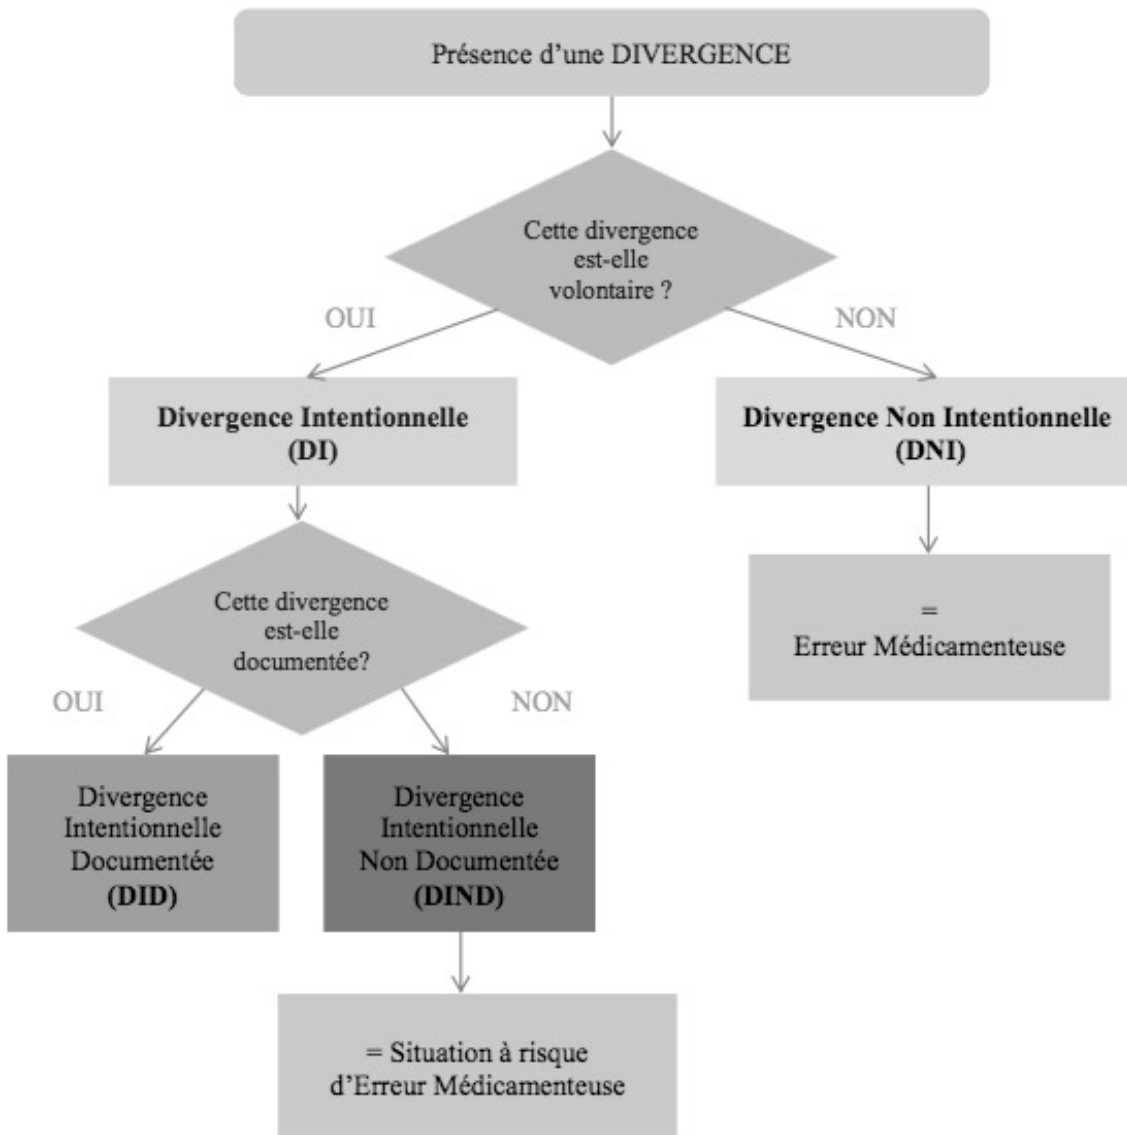 Présence d'une DIVERGENCE
Cette divergence
est-elle
volontaire ?
OUI
NON
Divergence Intentionnelle
(DI)
Divergence Non Intentionnelle
(DNI)
Cette divergence
est-elle
documentée?
=
Erreur Médicamenteuse
OUI
NON
Divergence
Intentionnelle
Documentée
(DID)
Divergence
Intentionnelle
Non Documentée
(DIND)
= Situation à risque
d'Erreur Médicamenteuse